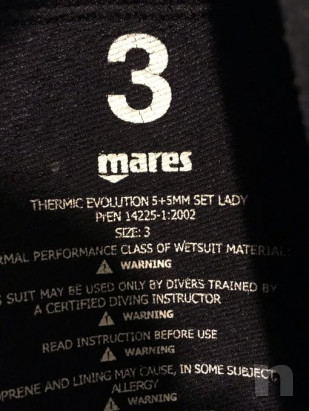 3
mares
THERMIC EVOLUTION 5+5MM SET LADY
PrEN 14225-1:2002
SIZE: 3
RMAL PERFORMANCE CLASS OF WETSUIT MATERIAL:
WARNING
S SUIT MAY BE USED ONLY BY DIVERS TRAINED BY
A CERTIFIED DIVING INSTRUCTOR
WARNING
READ INSTRUCTION BEFORE USE
WARNING
OPRENE AND LINING MAY CAUSE, IN SOME SUBJECT
ALLERGY
WARNING
n